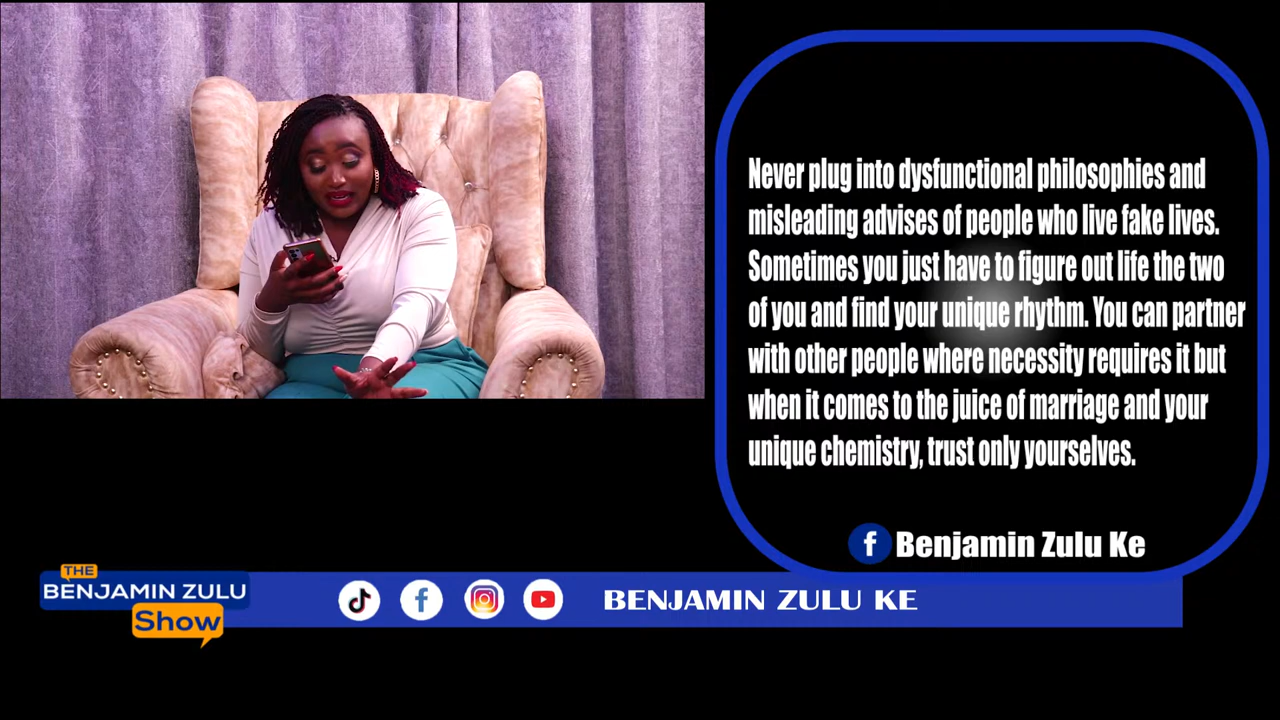 Never plug into dysfunctional philosophies and
misleading advises of people who live fake lives.
Sometimes you just have to figure out life the two
of you and find your unique rhythm. You can partner
with other people where necessity requires it but
when it comes to the juice of marriage and your
unique chemistry, trust only yourselves.
f Benjamin Zulu Ke
THE
BENJAMIN ZULU
Show
f
BENJAMIN ZULU KE